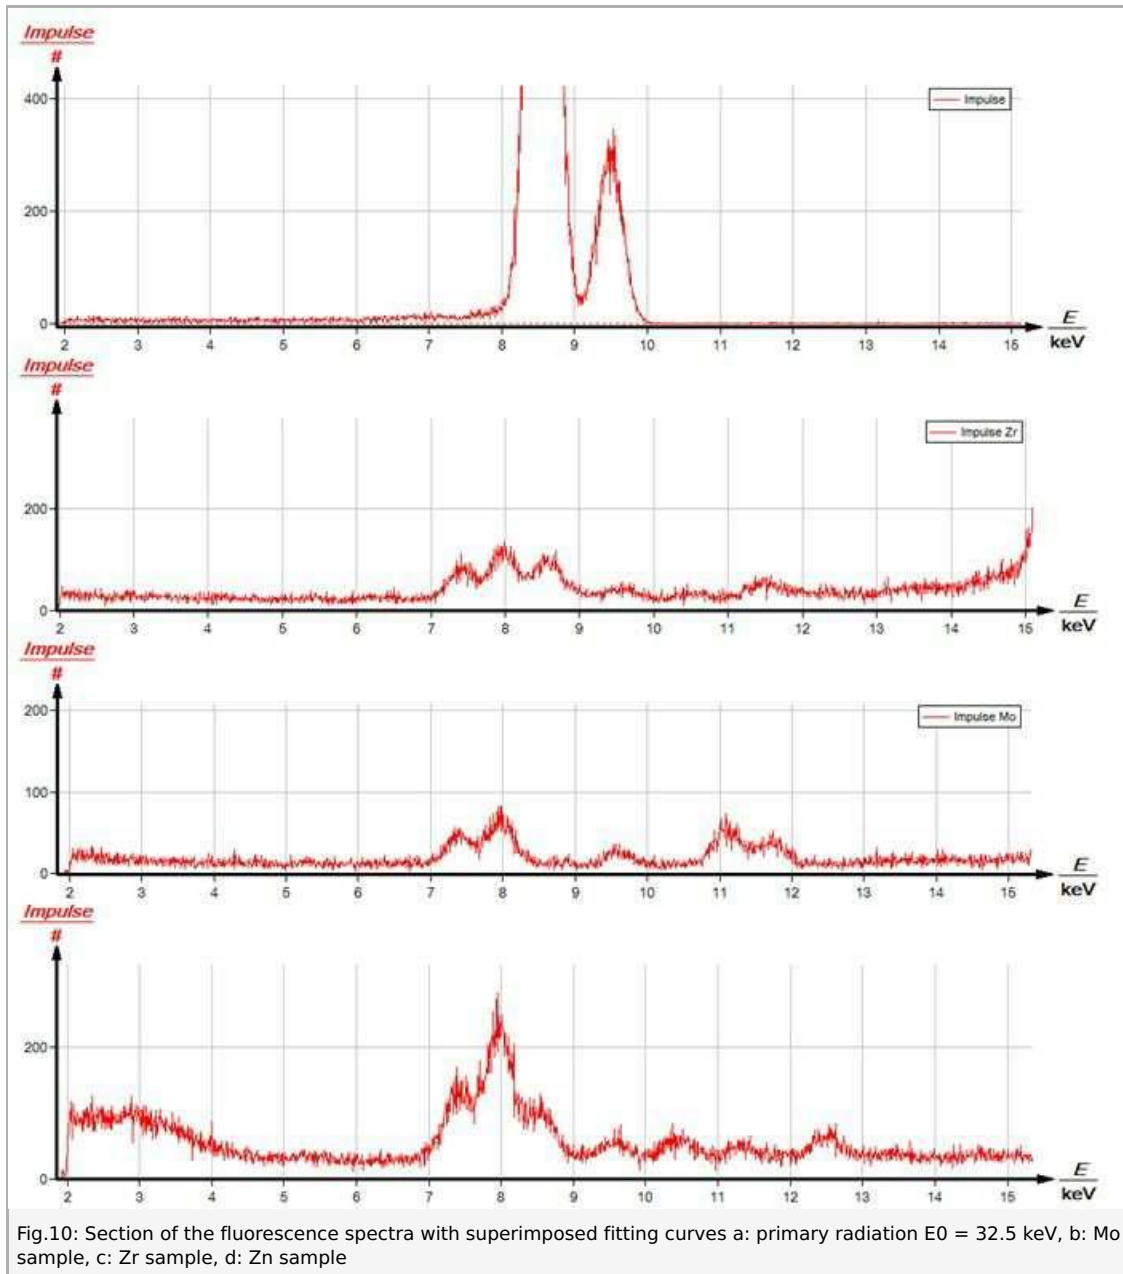 Impulse
#
400
200
0
Impulse
2 3 4 5 6 7 8 9 10 11 12 13 14 15
E
keV
Impulse
#
200
0
Impulse Zr
2 3 4 5 6 7 8 9 10 11 12 13 14 15
E
keV
Impulse
#
200
100
0
Impulse Mo
2 3 4 5 6 7 8 9 10 11 12 13 14 15
E
keV
Impulse
#
200
0
2 3 4 5 6 7 8 9 10 11 12 13 14 15
E
keV
Fig.10: Section of the fluorescence spectra with superimposed fitting curves a: primary radiation E0 = 32.5 keV, b: Mo
sample, c: Zr sample, d: Zn sample